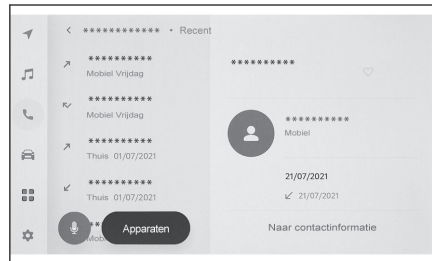 ************ • Recent
**********
Mobiel Vrijdag
**********
Mobiel Vrijdag
**********
Thuis 01/07/2021
**********
Thuis 01/07/2021
**
Mobi
Apparaten
**********
**********
Mobiel
21/07/2021
21/07/2021
Naar contactinformatie